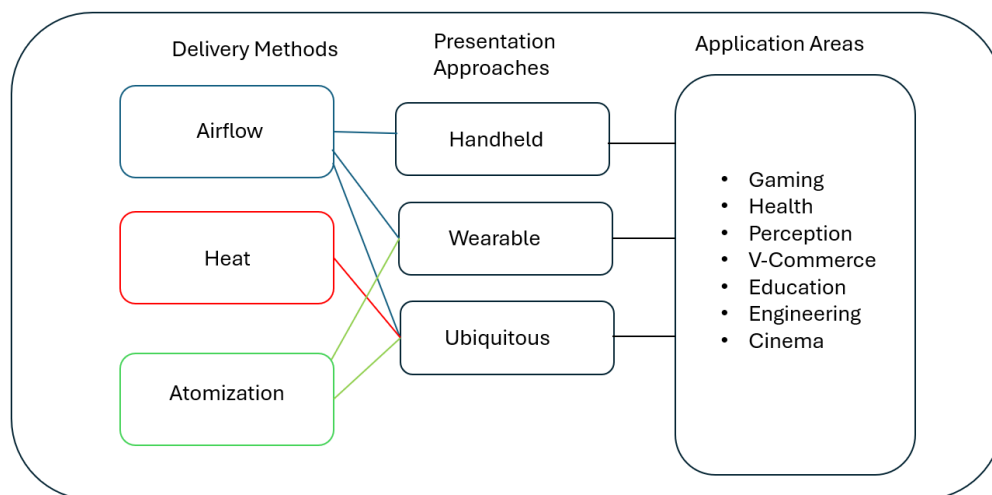 Delivery Methods
Presentation
Approaches
Application Areas
Airflow
Heat
Atomization
Handheld
Wearable
Ubiquitous
• Gaming
• Health
• Perception
• V-Commerce
• Education
• Engineering
• Cinema